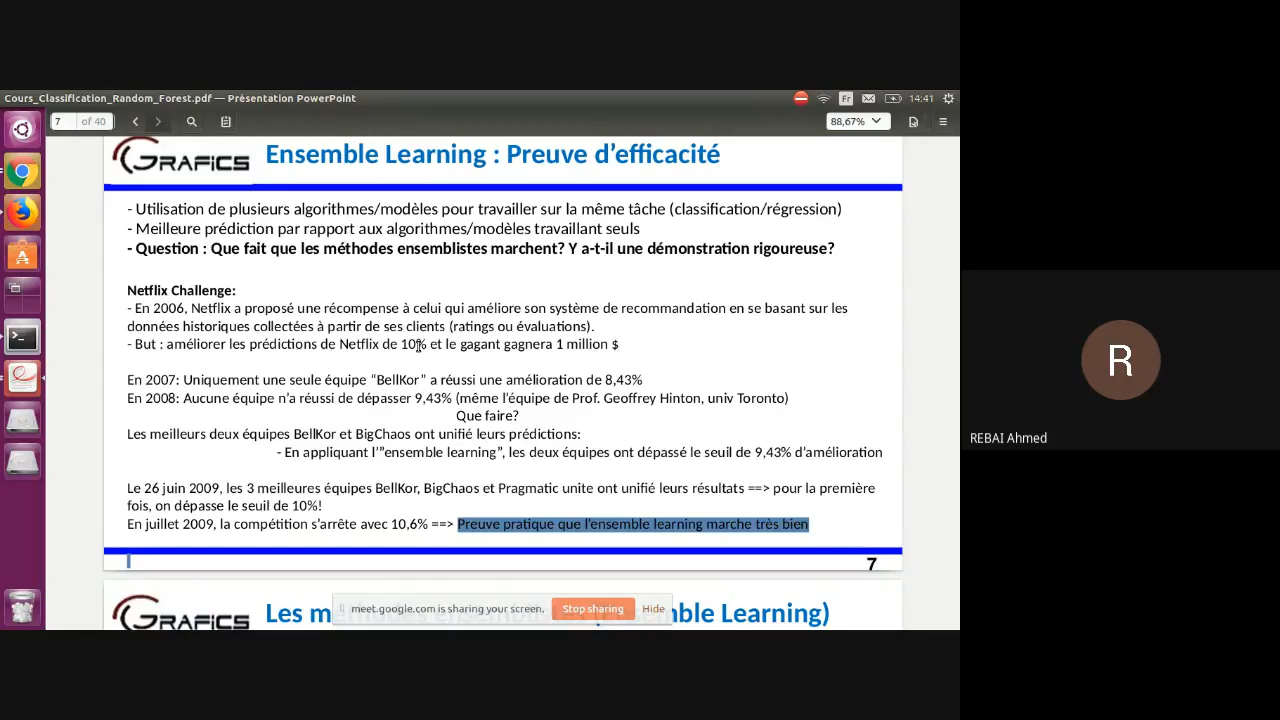 Cours_Classification_Random_Forest.pdf — Présentation PowerPoint
Fr
14:41
7 of 40
88,67%
GRAFICS
Ensemble Learning : Preuve d’efficacité
- Utilisation de plusieurs algorithmes/modèles pour travailler sur la même tâche (classification/régression)
- Meilleure prédiction par rapport aux algorithmes/modèles travaillant seuls
- Question : Que fait que les méthodes ensemblistes marchent? Y a-t-il une démonstration rigoureuse?
Netflix Challenge:
- En 2006, Netflix a proposé une récompense à celui qui améliore son système de recommandation en se basant sur les
données historiques collectées à partir de ses clients (ratings ou évaluations).
- But : améliorer les prédictions de Netflix de 10% et le gagant gagnera 1 million $
En 2007: Uniquement une seule équipe “BellKor” a réussi une amélioration de 8,43%
En 2008: Aucune équipe n’a réussi de dépasser 9,43% (même l’équipe de Prof. Geoffrey Hinton, univ Toronto)
Que faire?
Les meilleurs deux équipes BellKor et BigChaos ont unifié leurs prédictions:
- En appliquant l’”ensemble learning”, les deux équipes ont dépassé le seuil de 9,43% d’amélioration
Le 26 juin 2009, les 3 meilleures équipes BellKor, BigChaos et Pragmatic unite ont unifié leurs résultats ==> pour la première
fois, on dépasse le seuil de 10%!
En juillet 2009, la compétition s’arrête avec 10,6% ==> Preuve pratique que l’ensemble learning marche très bien
7
GRAFICS
Les m
mble Learning)
meet.google.com is sharing your screen.
Stop sharing
Hide
R
REBAI Ahmed